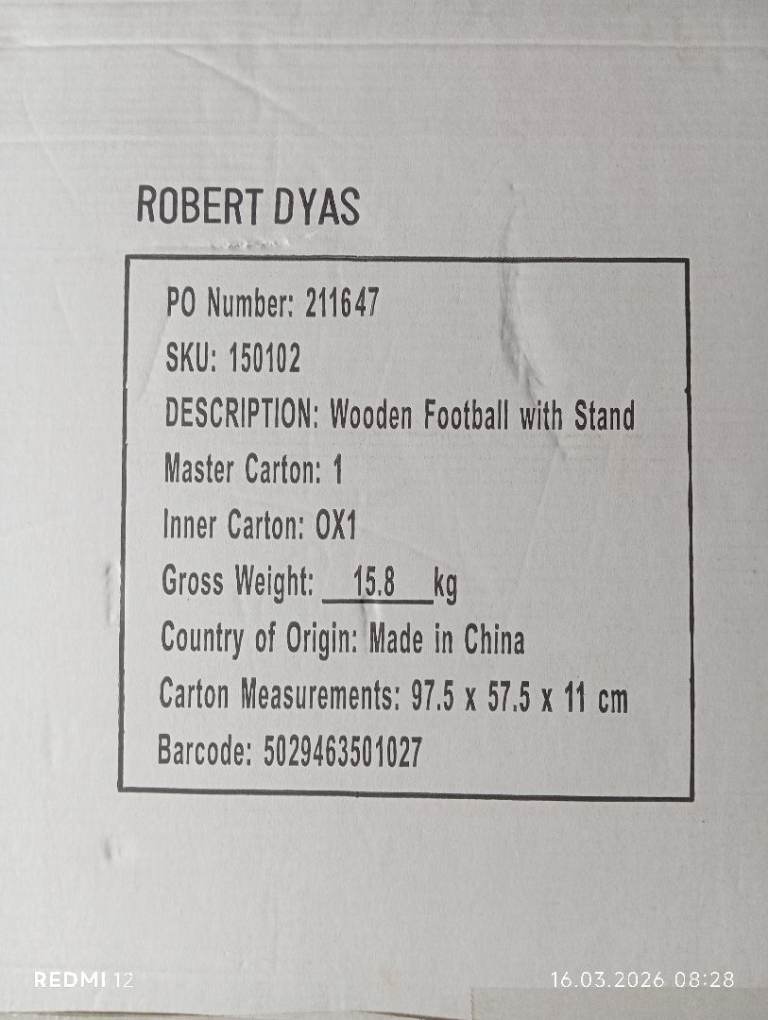 ROBERT DYAS
PO Number: 211647
SKU: 150102
DESCRIPTION: Wooden Football with Stand
Master Carton: 1
Inner Carton: OX1
Gross Weight: 15.8 kg
Country of Origin: Made in China
Carton Measurements: 97.5 x 57.5 x 11 cm
Barcode: 5029463501027
REDMI 12
16.03.2026 08:28